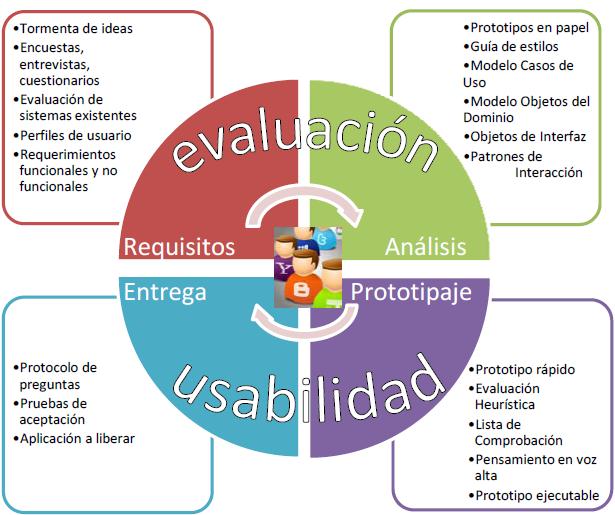 •Tormenta de ideas
•Encuestas,
entrevistas,
cuestionarios
•Evaluación de
sistemas existentes
•Perfiles de usuario
•Requerimientos
funcionales y no
funcionales
•Prototipos en papel
•Guía de estilos
•Modelo Casos de
Uso
•Modelo Objetos del
Dominio
•Objetos de Interfaz
•Patrones de
Interacción
evaluación
Requisitos
Análisis
Entrega
Prototipaje
usabilidad
•Protocolo de
preguntas
•Pruebas de
aceptación
•Aplicación a liberar
•Prototipo rápido
•Evaluación
Heurística
•Lista de
Comprobación
•Pensamiento en voz
alta
•Prototipo ejecutable